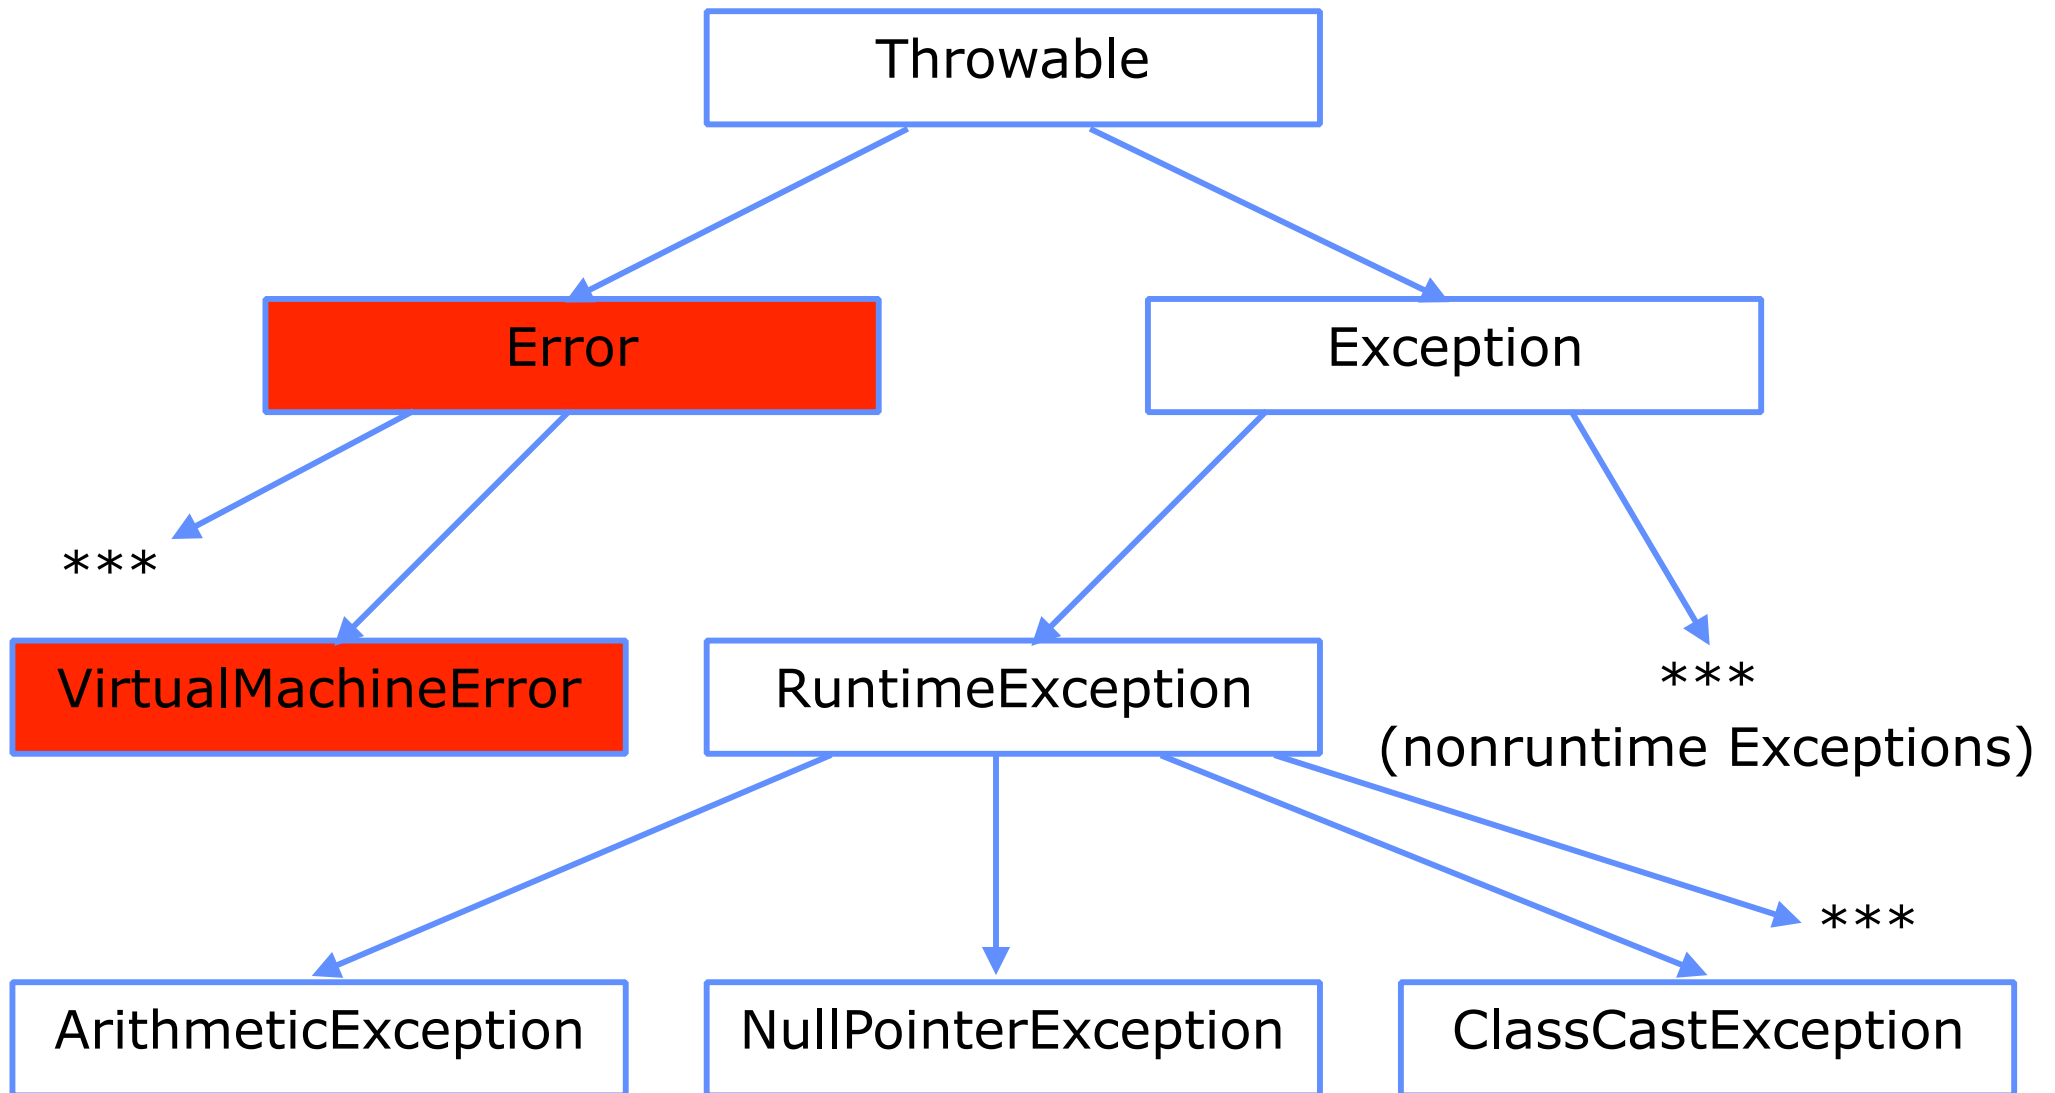 Throwable
Error
Exception
***
VirtualMachineError
RuntimeException
***
(nonruntime Exceptions)
***
ArithmeticException
NullPointerException
ClassCastException